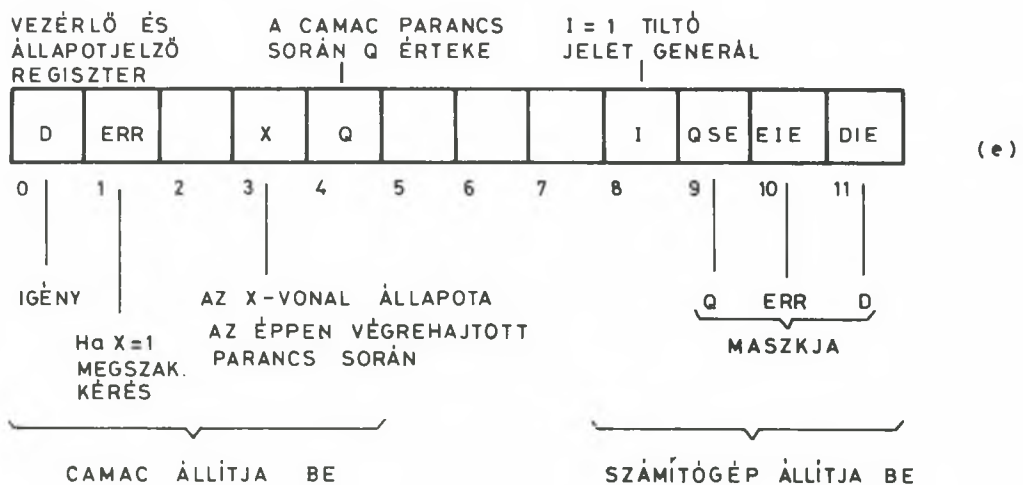 VEZÉRLŐ ÉS
ÁLLAPOTJELZŐ
REGISZTER
A CAMAC PARANCS
SORÁN Q ÉRTEKE
I = 1 TILTÓ
JELET GENERÁL
D ERR X Q I QSE EIE DIE
(e)
0 1 2 3 4 5 6 7 8 9 10 11
IGÉNY
Ha X=1
MEGSZAK.
KÉRÉS
AZ X-VONAL ÁLLAPOTA
AZ ÉPPEN VÉGREHAJTOTT
PARANCS SORÁN
Q ERR D
MASZKJA
CAMAC ÁLLÍTJA BE
SZÁMÍTÓGÉP ÁLLÍTJA BE